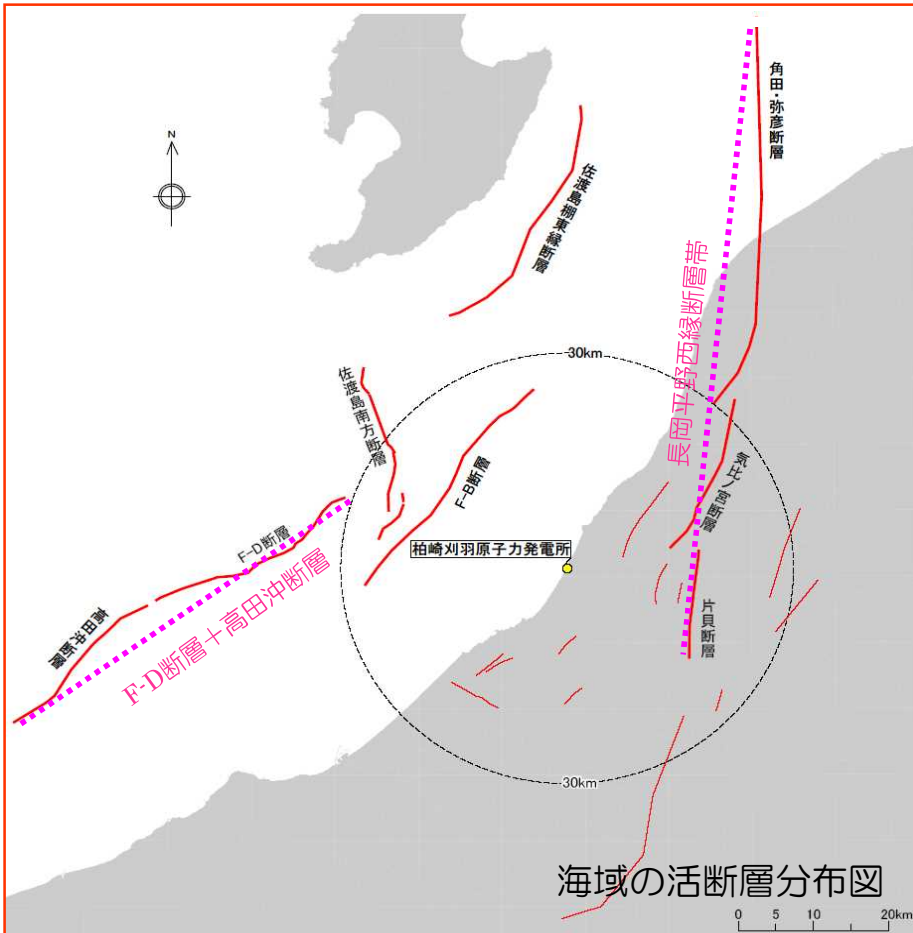 N
角田・弥彦断層
佐渡島棚東縁断層
長岡平野西縁断層帯
30km
佐渡島南方断層
F-B断層
気比ノ宮断層
F-D断層
柏崎刈羽原子力発電所
高田沖断層
F-D断層+高田沖断層
片貝断層
30km
海域の活断層分布図
0 5 10 20km